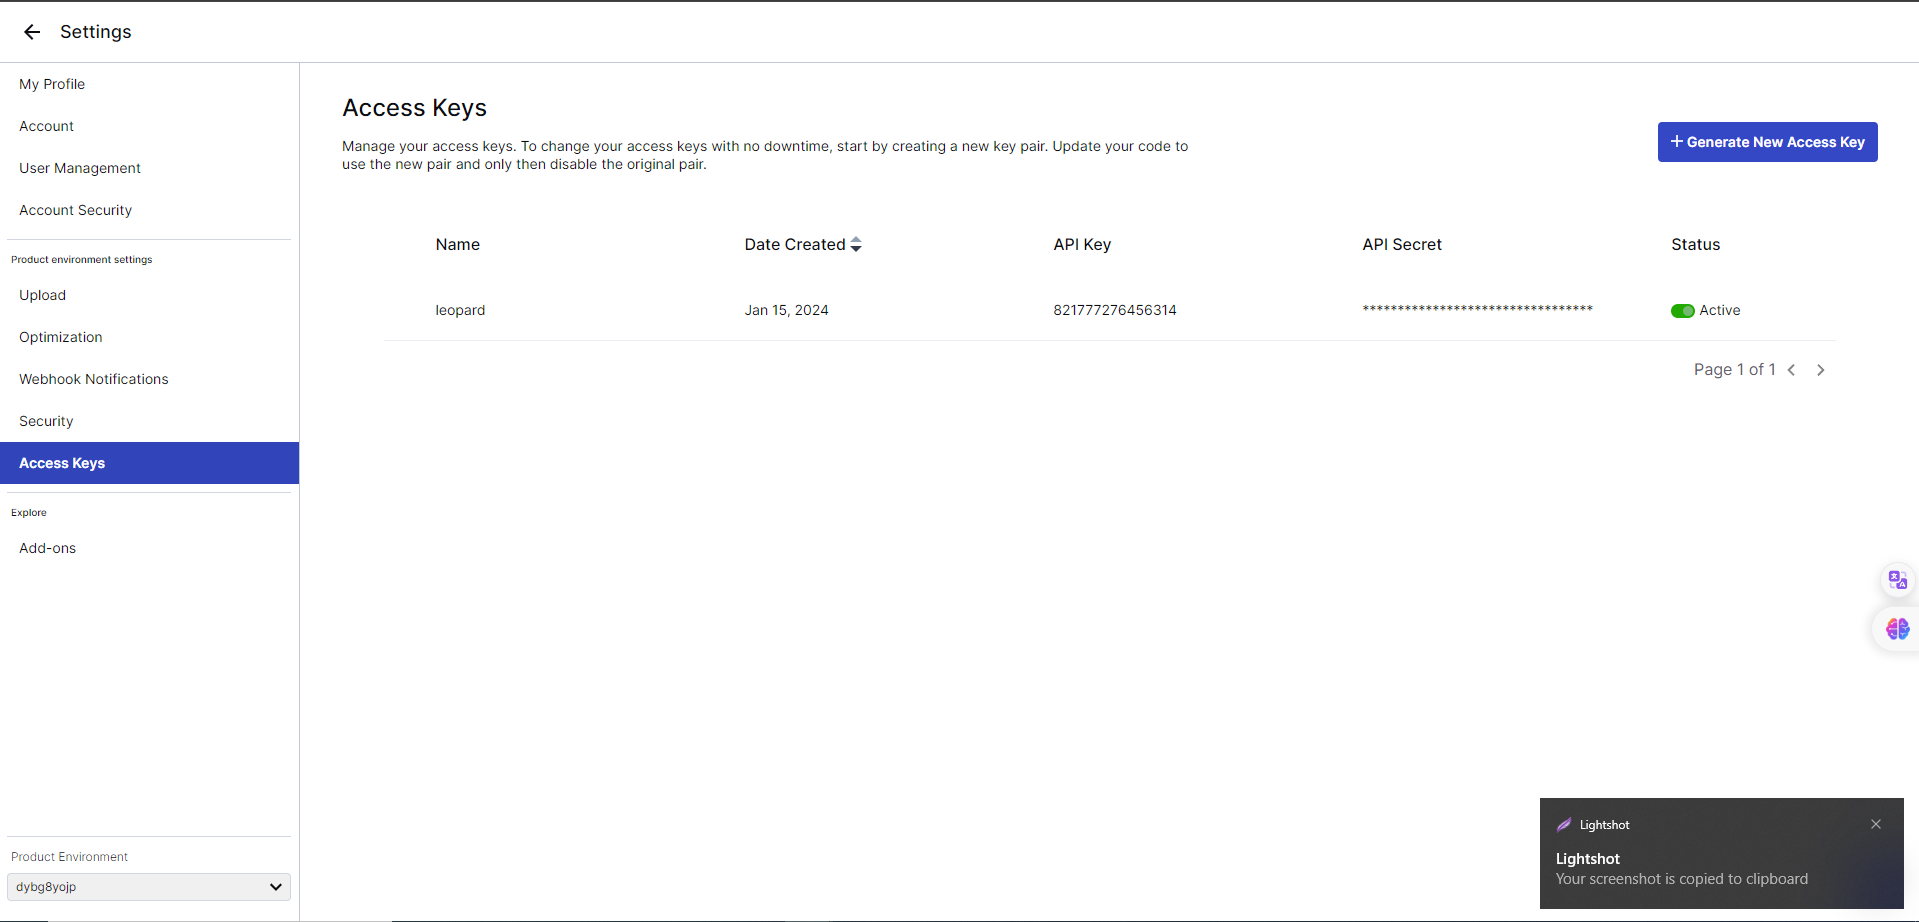 Settings
My Profile
Account
User Management
Account Security
Product environment settings
Upload
Optimization
Webhook Notifications
Security
Access Keys
Explore
Add-ons
Product Environment
dybg8yojp
Access Keys
Manage your access keys. To change your access keys with no downtime, start by creating a new key pair. Update your code to
use the new pair and only then disable the original pair.
+ Generate New Access Key
Name Date Created API Key API Secret Status
leopard Jan 15, 2024 821777276456314 ********************************* Active
Page 1 of 1
Lightshot
Lightshot
Your screenshot is copied to clipboard